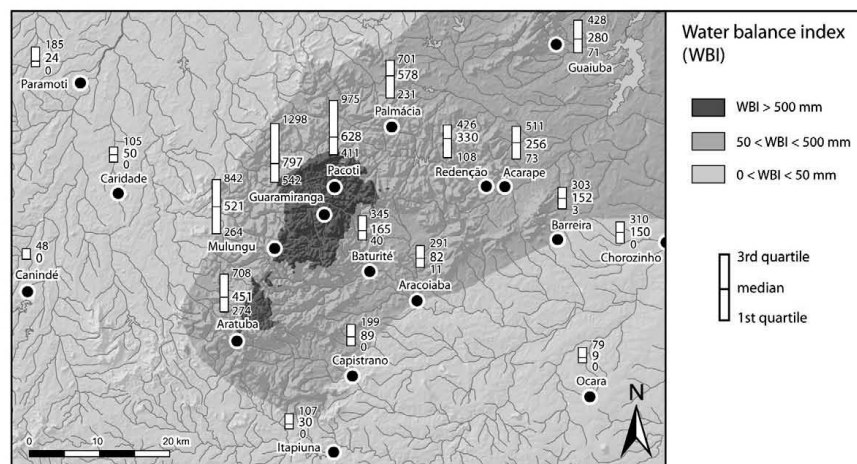 185
24
0
Paramoti
105
50
0
Caridade
48
0
Canindé
842
521
264
Mulungu
1298
797
542
Guaramiranga
975
628
411
Pacoti
701
578
231
Palmácia
428
280
71
Guaiuba
426
330
108
Redenção
511
256
73
Acarape
303
152
3
Barreira
310
150
0
Chorozinho
345
165
40
Baturité
291
82
11
Aracoiaba
708
451
274
Aratuba
199
89
0
Capistrano
79
9
0
Ocara
107
30
0
Itapiuna
0 10 20 km
N
Water balance index
(WBI)
WBI > 500 mm
50 < WBI < 500 mm
0 < WBI < 50 mm
3rd quartile
median
1st quartile